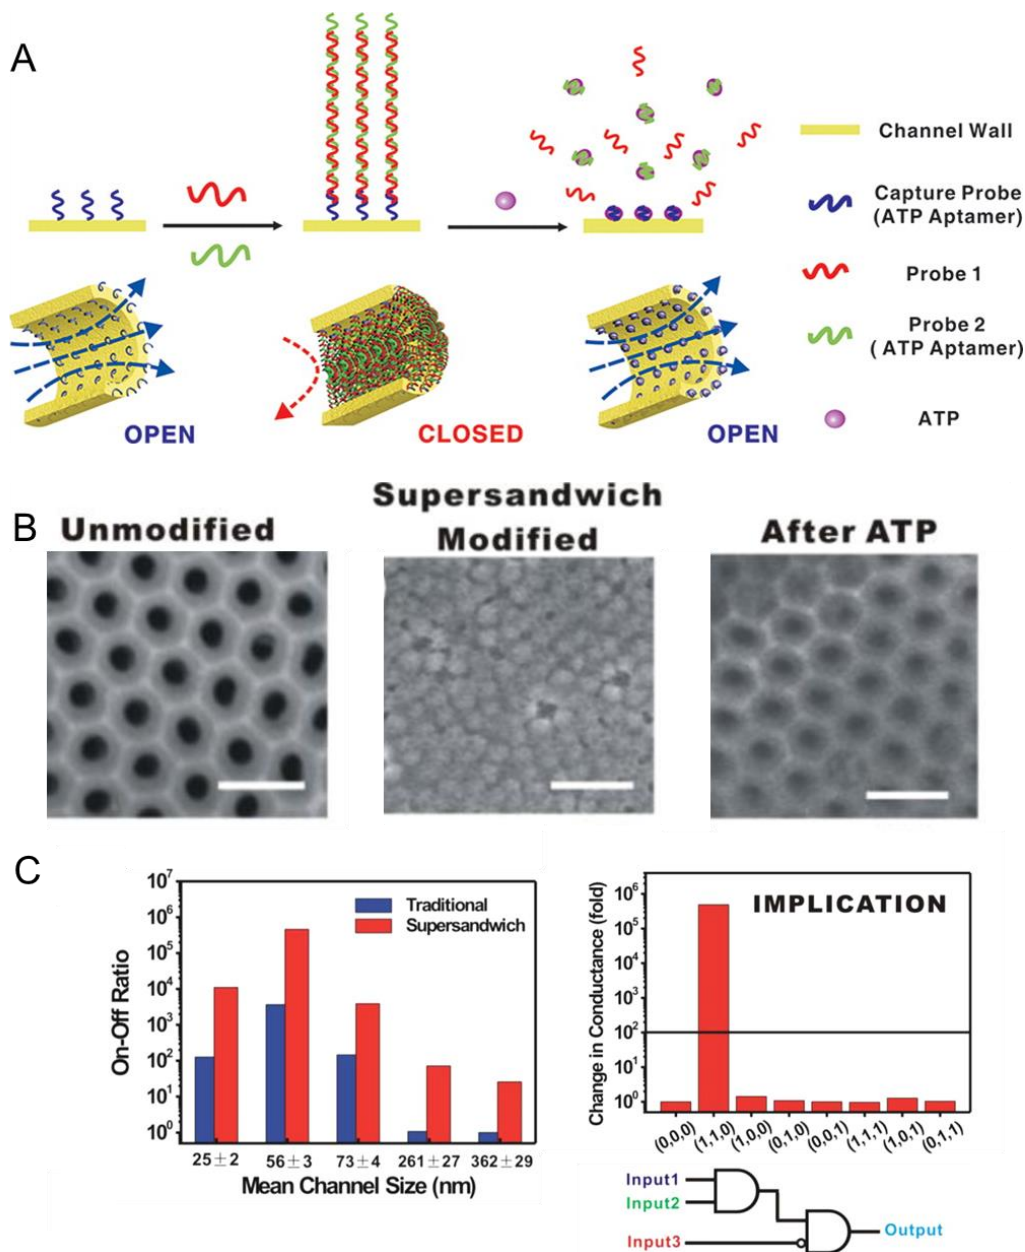 A
Channel Wall
Capture Probe
(ATP Aptamer)
Probe 1
Probe 2
( ATP Aptamer)
ATP
OPEN
CLOSED
OPEN
B
Unmodified
Supersandwich
Modified
After ATP
C
10⁷
10⁶
10⁵
10⁴
10³
10²
10¹
10⁰
On-Off Ratio
Traditional
Supersandwich
25±2
56±3
73±4
261±27
362±29
Mean Channel Size (nm)
Change in Conductance (fold)
10⁶
10⁵
10⁴
10³
10²
10¹
10⁰
IMPLICATION
(0,0,0)
(1,1,0)
(1,0,0)
(0,1,0)
(0,0,1)
(1,1,1)
(1,0,1)
(0,1,1)
Input1
Input2
Input3
Output